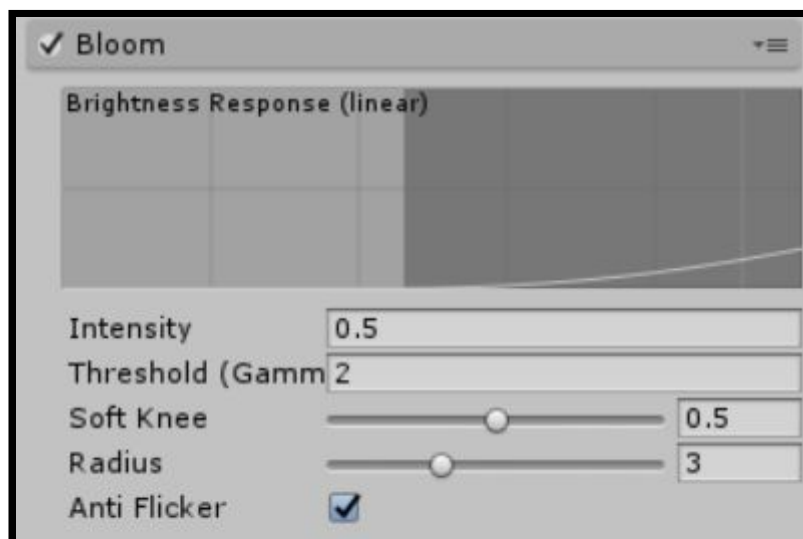 Bloom
Brightness Response (linear)
Intensity 0.5
Threshold (Gamm 2
Soft Knee 0.5
Radius 3
Anti Flicker